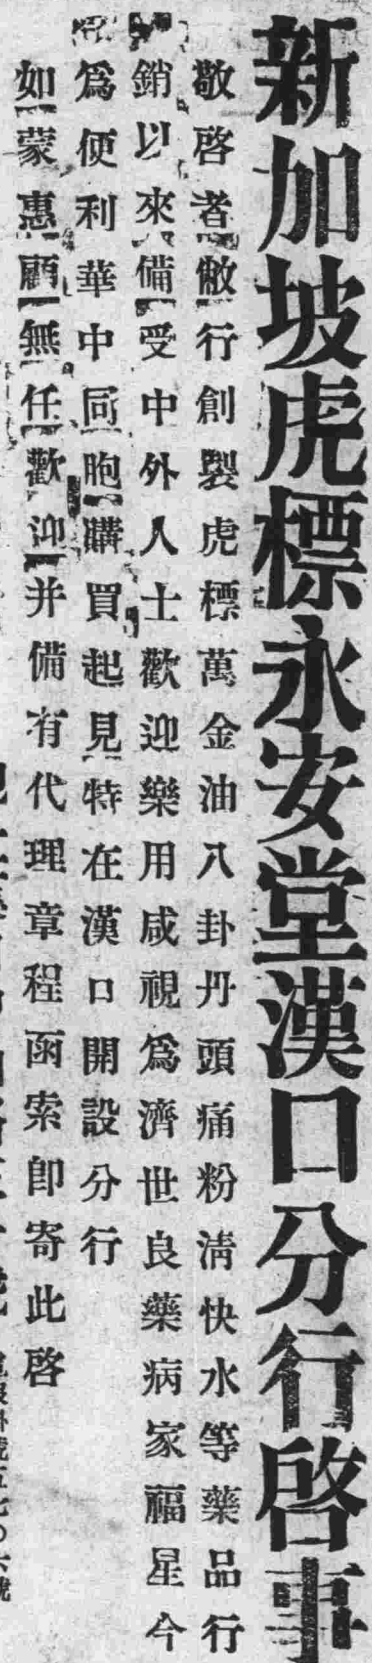 新加坡虎標永安堂漢口分行啓事
敬啓者敝行創製虎標萬金油八卦丹頭痛粉清快水等藥品行
銷以來備受中外人士歡迎樂用咸視爲濟世良藥病家福星今
爲便利華中同胞購買起見特在漢口開設分行
如蒙惠顧無任歡迎并備有代理章程函索卽寄此啓